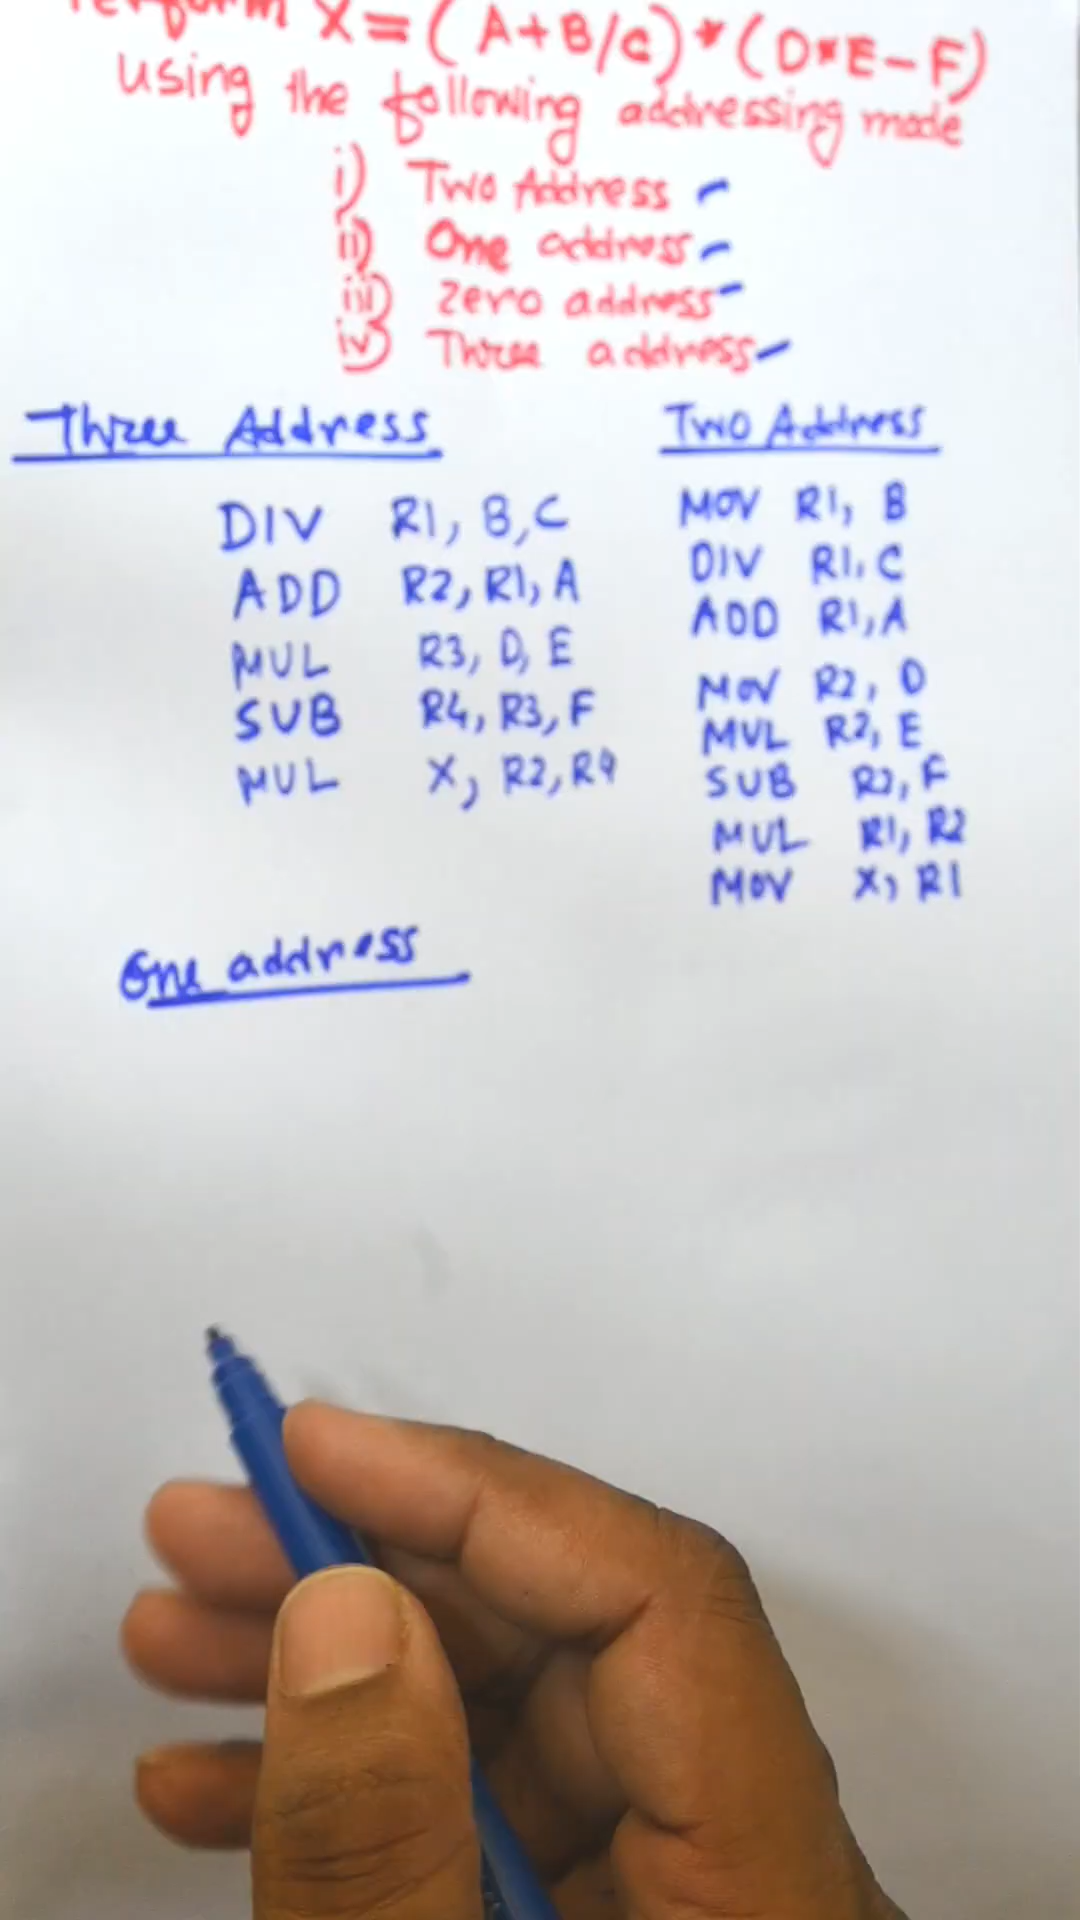 Perform X = (A+B/C) * (D*E-F)
using the following addressing mode
i) Two Address
ii) One address
iii) Zero address
iv) Three address
Three Address
DIV R1, B, C
ADD R2, R1, A
MUL R3, D, E
SUB R4, R3, F
MUL X, R2, R4
Two Address
MOV R1, B
DIV R1, C
ADD R1, A
MOV R2, D
MUL R2, E
SUB R2, F
MUL R1, R2
MOV X, R1
One address